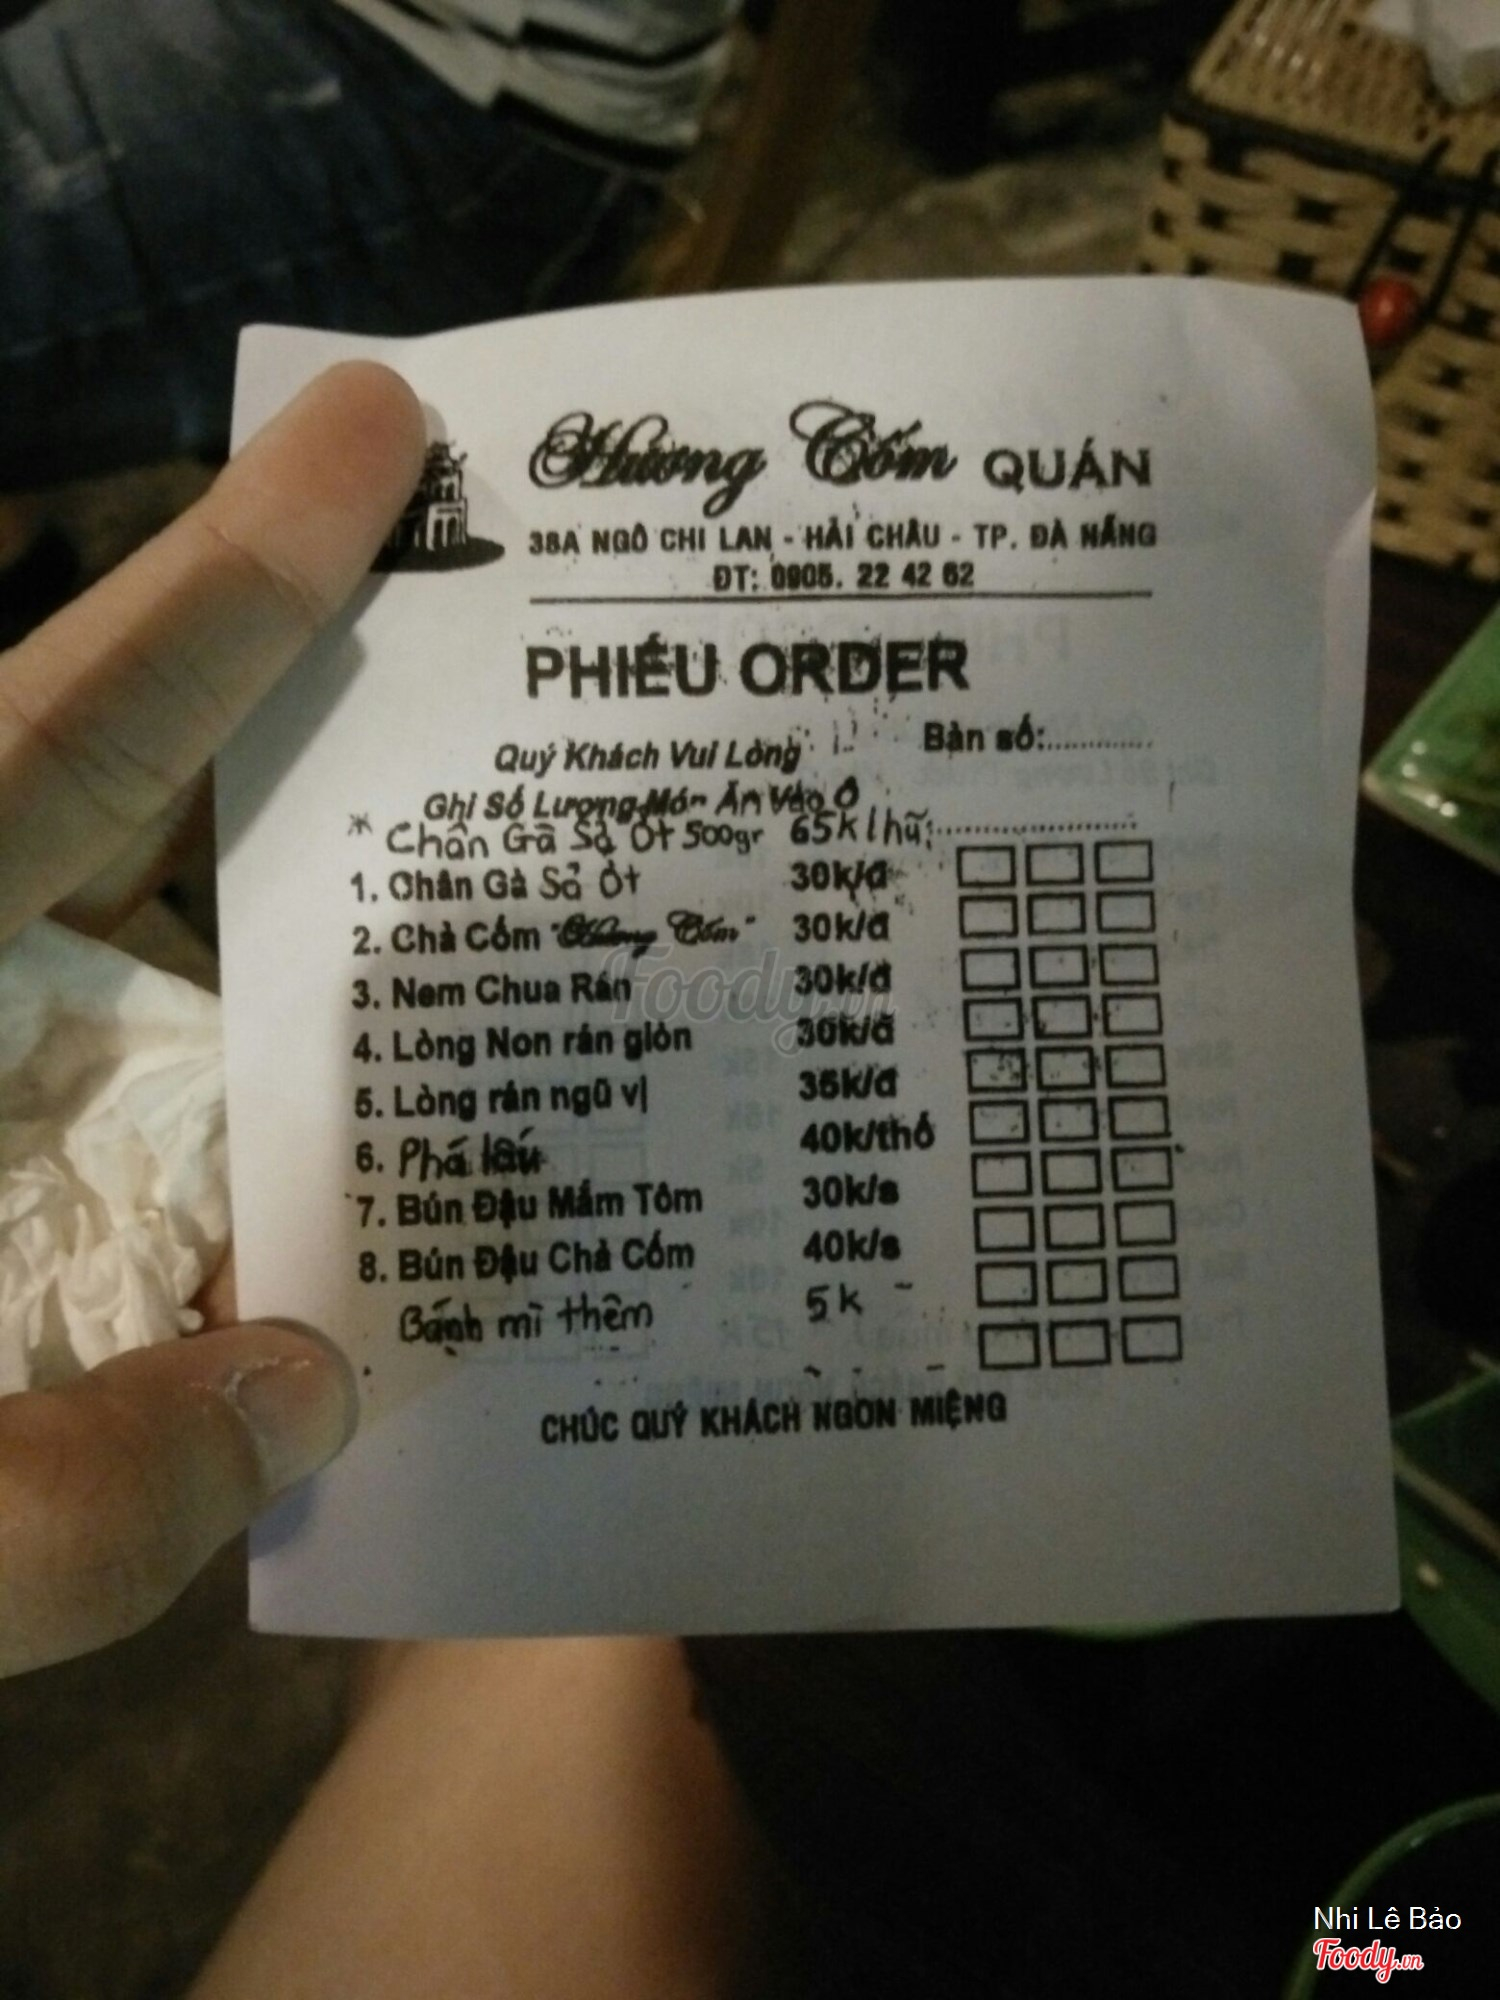 Hương Cốm QUÁN
38A NGÔ CHI LAN - HẢI CHÂU - TP. ĐÀ NẴNG
ĐT: 0905. 22 42 62
PHIẾU ORDER
Quý Khách Vui Lòng Bàn số:.............
Ghi Số Lượng Món Ăn Vào Ô
* Chân Gà Sả Ớt 500gr 65k lhũ:......................
1. Chân Gà Sả Ớt 30k/đ
2. Chả Cốm "Hương Cốm" 30k/đ
3. Nem Chua Rán 30k/đ
4. Lòng Non rán giòn 30k/đ
5. Lòng rán ngũ vị 35k/đ
6. Phá lấu 40k/thố
7. Bún Đậu Mắm Tôm 30k/s
8. Bún Đậu Chả Cốm 40k/s
Bánh mì thêm 5k
CHÚC QUÝ KHÁCH NGON MIỆNG
Foody.vn
Nhi Lê Bảo
Foody.vn